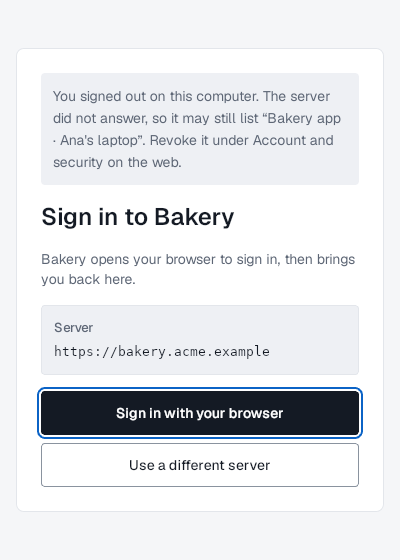 You signed out on this computer. The server
did not answer, so it may still list “Bakery app
· Ana's laptop”. Revoke it under Account and
security on the web.
Sign in to Bakery
Bakery opens your browser to sign in, then brings
you back here.
Server
https://bakery.acme.example
Sign in with your browser
Use a different server